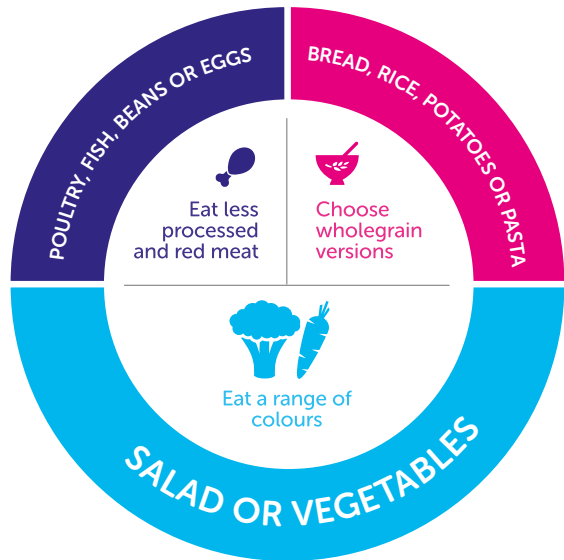 POULTRY, FISH, BEANS OR EGGS
BREAD, RICE, POTATOES OR PASTA
Eat less
processed
and red meat
Choose
wholegrain
versions
Eat a range of
colours
SALAD OR VEGETABLES